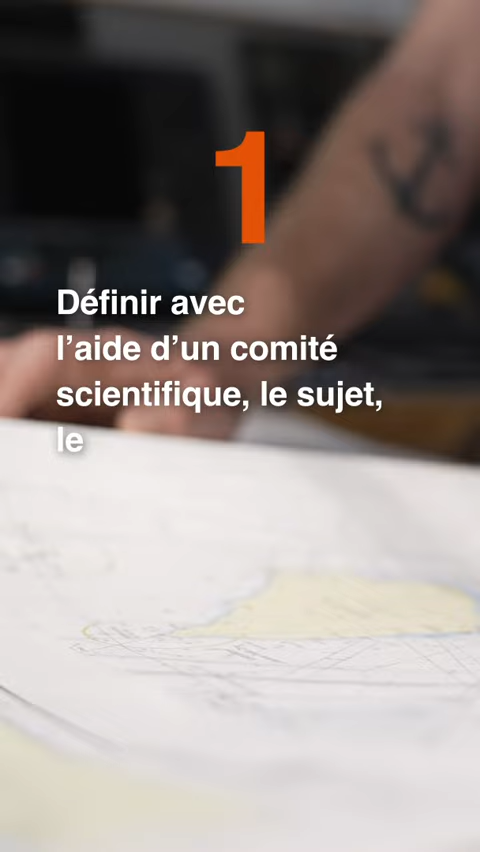 1
Définir avec
l’aide d’un comité
scientifique, le sujet,
le